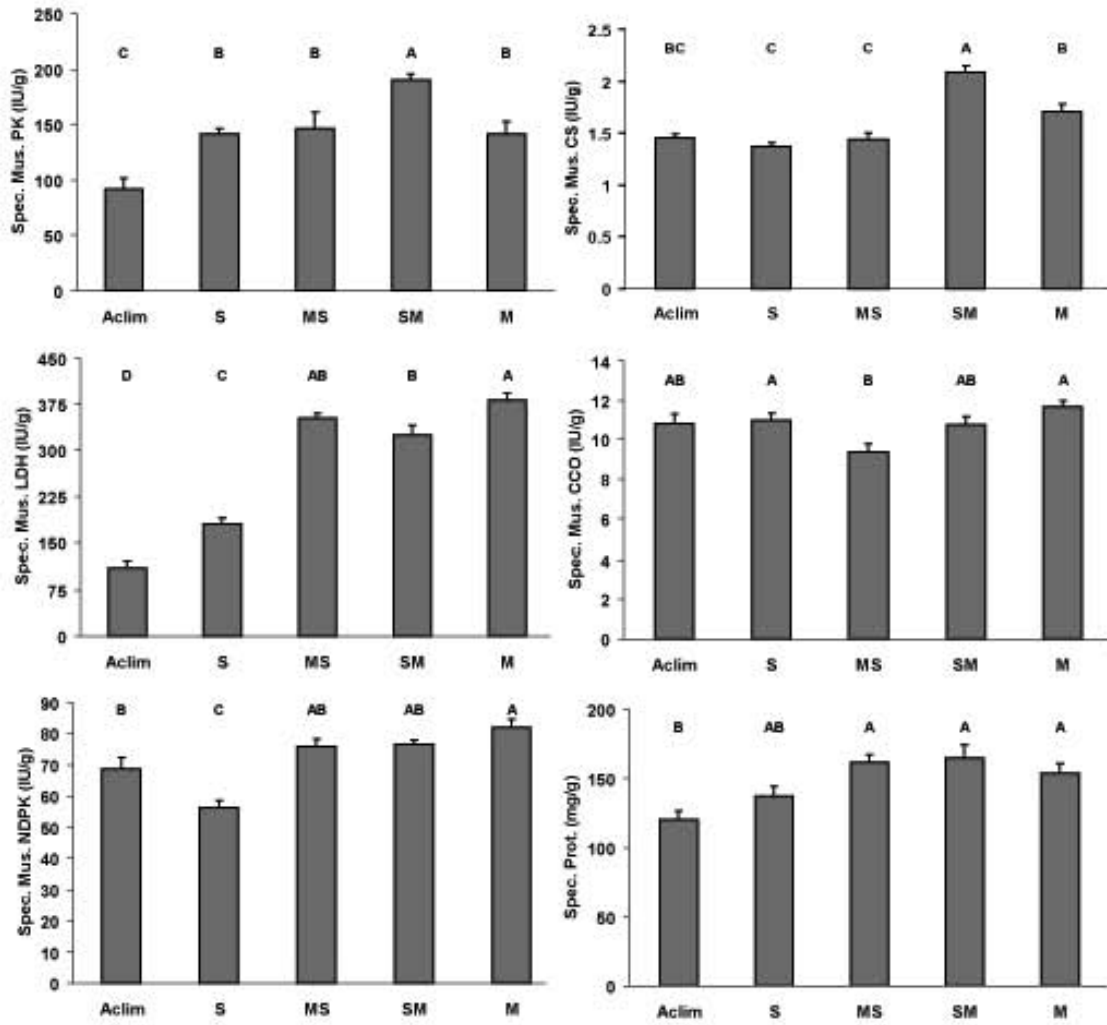 Spec. Mus. PK (IU/g)
250
200
150
100
50
0
C B B A B
Aclim S MS SM M
Spec. Mus. CS (IU/g)
2.5
2
1.5
1
0.5
0
BC C C A B
Aclim S MS SM M
Spec. Mus. LDH (IU/g)
450
375
300
225
150
75
0
D C AB B A
Aclim S MS SM M
Spec. Mus. CCO (IU/g)
14
12
10
8
6
4
2
0
AB A B AB A
Aclim S MS SM M
Spec. Mus. NDPK (IU/g)
90
80
70
60
50
40
30
20
10
0
B C AB AB A
Aclim S MS SM M
Spec. Prot. (mg/g)
200
150
100
50
0
B AB A A A
Aclim S MS SM M